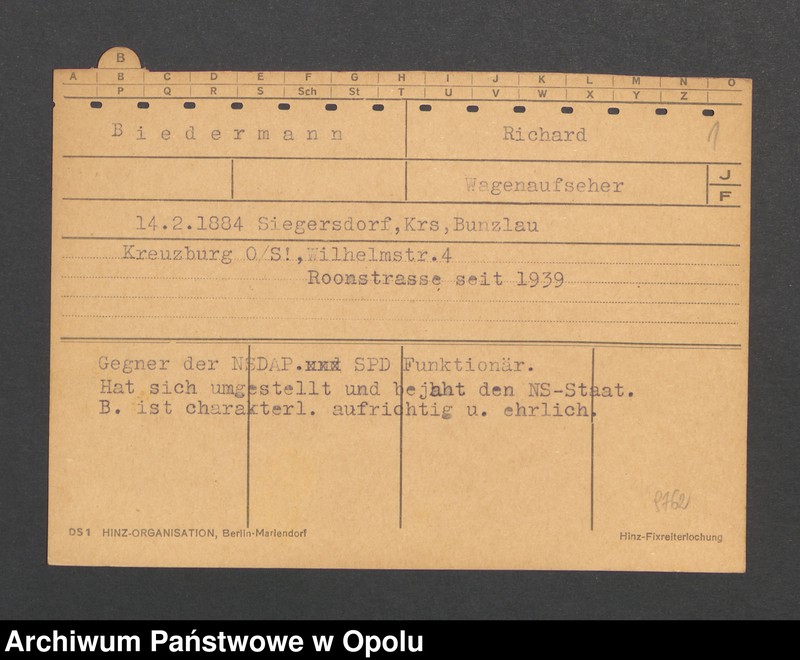 B
A B C D E F G H I J K L M N O
P Q R S Sch St T U V W X Y Z
Biedermann Richard 1
Wagenaufseher J
F
14.2.1884 Siegersdorf,Krs,Bunzlau
Kreuzburg O/S!,Wilhelmstr.4
Roonstrasse seit 1939
Gegner der NSDAP.xxd SPD Funktionär.
Hat sich umgestellt und bejaht den NS-Staat.
B. ist charakterl. aufrichtig u. ehrlich.
9762
DS1 HINZ-ORGANISATION, Berlin-Mariendorf Hinz-Fixreiterlochung
Archiwum Państwowe w Opolu